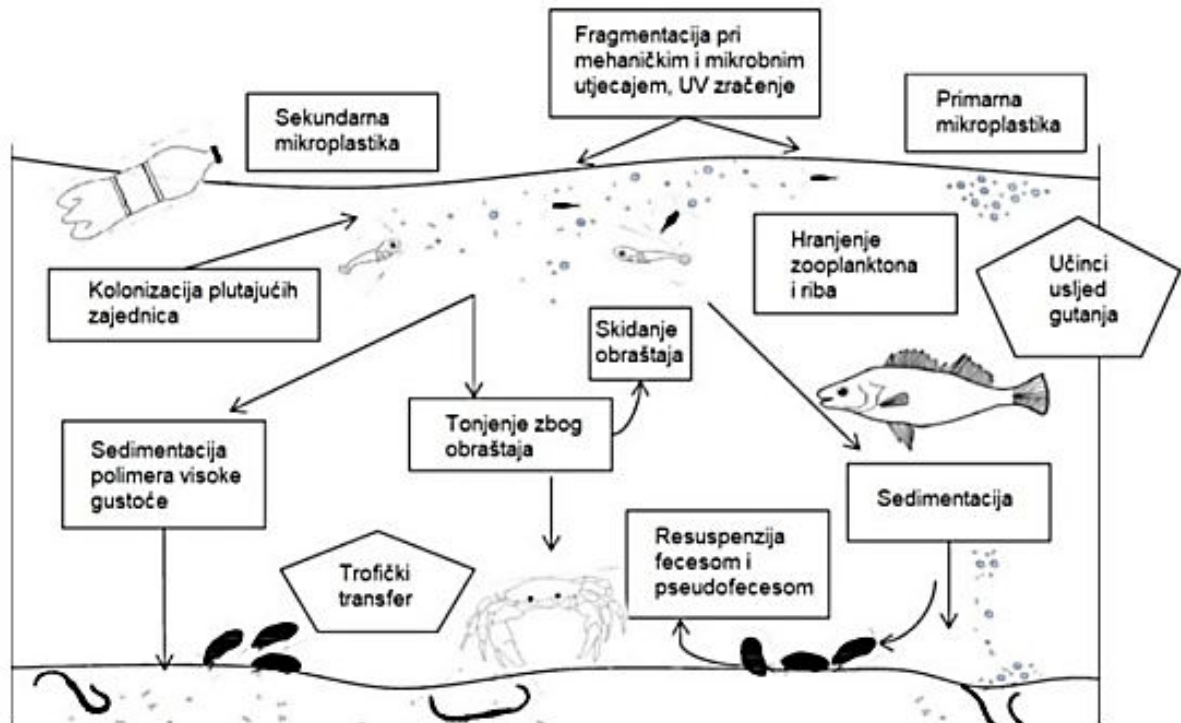 Fragmentacija pri
mehaničkim i mikrobnim
utjecajem, UV zračenje
Sekundarna
mikroplastika
Primarna
mikroplastika
Kolonizacija plutajućih
zajednica
Hranjenje
zooplanktona
i riba
Učinci
usljed
gutanja
Skidanje
obraštaja
Tonjenje zbog
obraštaja
Sedimentacija
polimera visoke
gustoće
Sedimentacija
Trofički
transfer
Resuspenzija
fecesom i
pseudofecesom